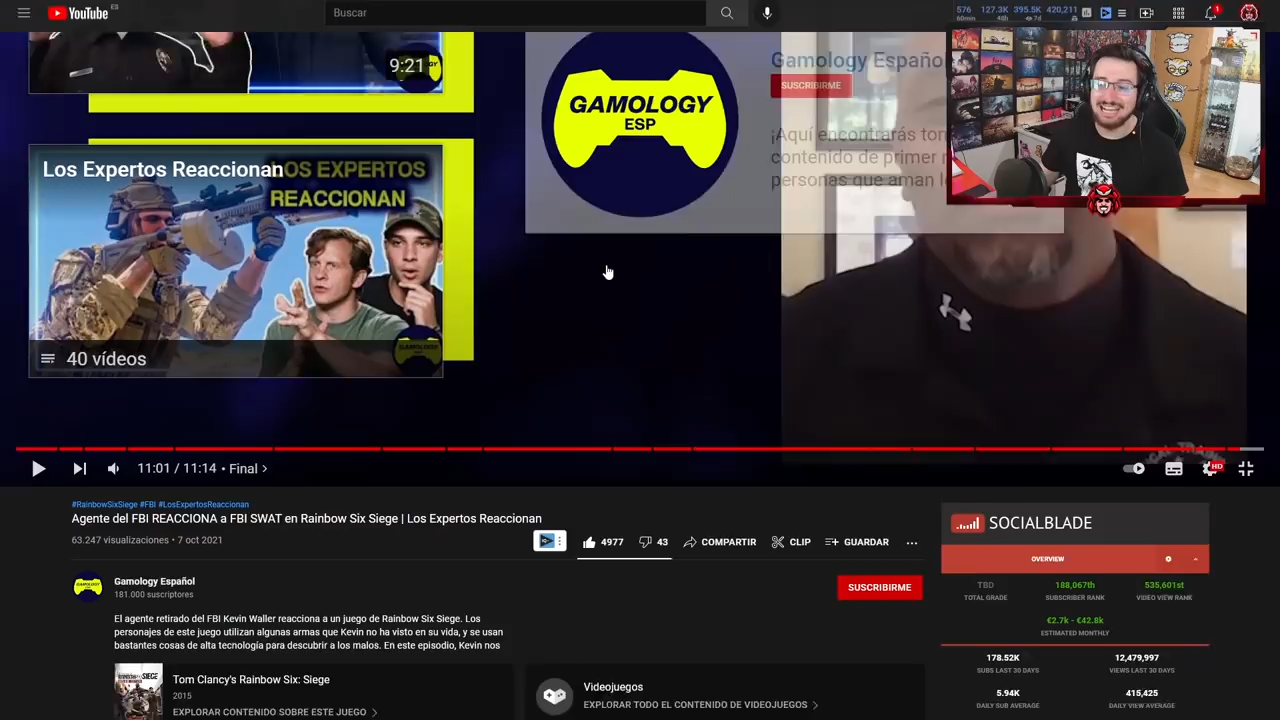 YouTube
ES
Buscar
576
127.3K
395.5K
420,211
60min
48h
7d
1
9:21
Los Expertos Reaccionan
LOS EXPERTOS
REACCIONAN
40 vídeos
GAMOLOGY
ESP
Gamology Español
SUSCRIBIRME
¡Aquí encontrarás
contenido de primer
personas que aman
11:01 / 11:14 • Final
HD
#RainbowSixSiege #FBI #LosExpertosReaccionan
Agente del FBI REACCIONA a FBI SWAT en Rainbow Six Siege | Los Expertos Reaccionan
63.247 visualizaciones • 7 oct 2021
4977
43
COMPARTIR
CLIP
GUARDAR
Gamology Español
181.000 suscriptores
SUSCRIBIRME
El agente retirado del FBI Kevin Waller reacciona a un juego de Rainbow Six Siege. Los
personajes de este juego utilizan algunas armas que Kevin no ha visto en su vida, y se usan
bastantes cosas de alta tecnología para descubrir a los malos. En este episodio, Kevin nos
SIEGE
Tom Clancy's Rainbow Six: Siege
2015
EXPLORAR CONTENIDO SOBRE ESTE JUEGO
Videojuegos
EXPLORAR TODO EL CONTENIDO DE VIDEOJUEGOS
SOCIALBLADE
OVERVIEW
TBD
188,067th
535,601st
TOTAL GRADE
SUBSCRIBER RANK
VIDEO VIEW RANK
€2.7k - €42.8k
ESTIMATED MONTHLY
178.52K
12,479,997
SUBS LAST 30 DAYS
VIEWS LAST 30 DAYS
5.94K
415,425
DAILY SUB AVERAGE
DAILY VIEW AVERAGE